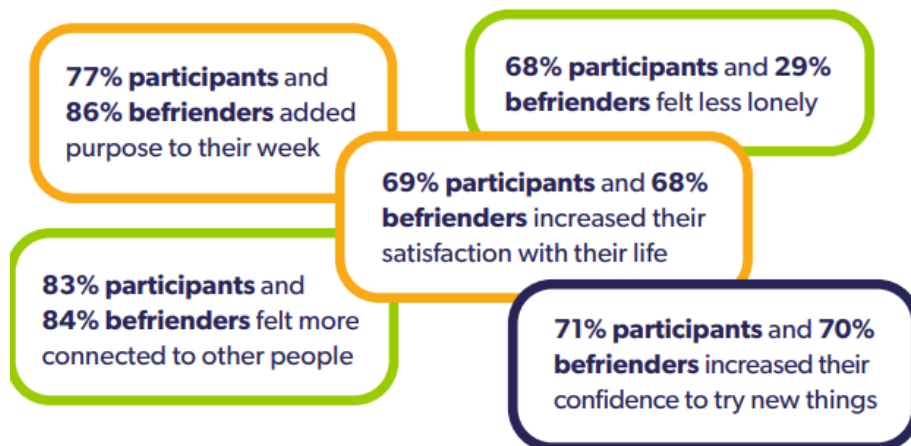 77% participants and
86% befrienders added
purpose to their week
68% participants and 29%
befrienders felt less lonely
69% participants and 68%
befrienders increased their
satisfaction with their life
83% participants and
84% befrienders felt more
connected to other people
71% participants and 70%
befrienders increased their
confidence to try new things